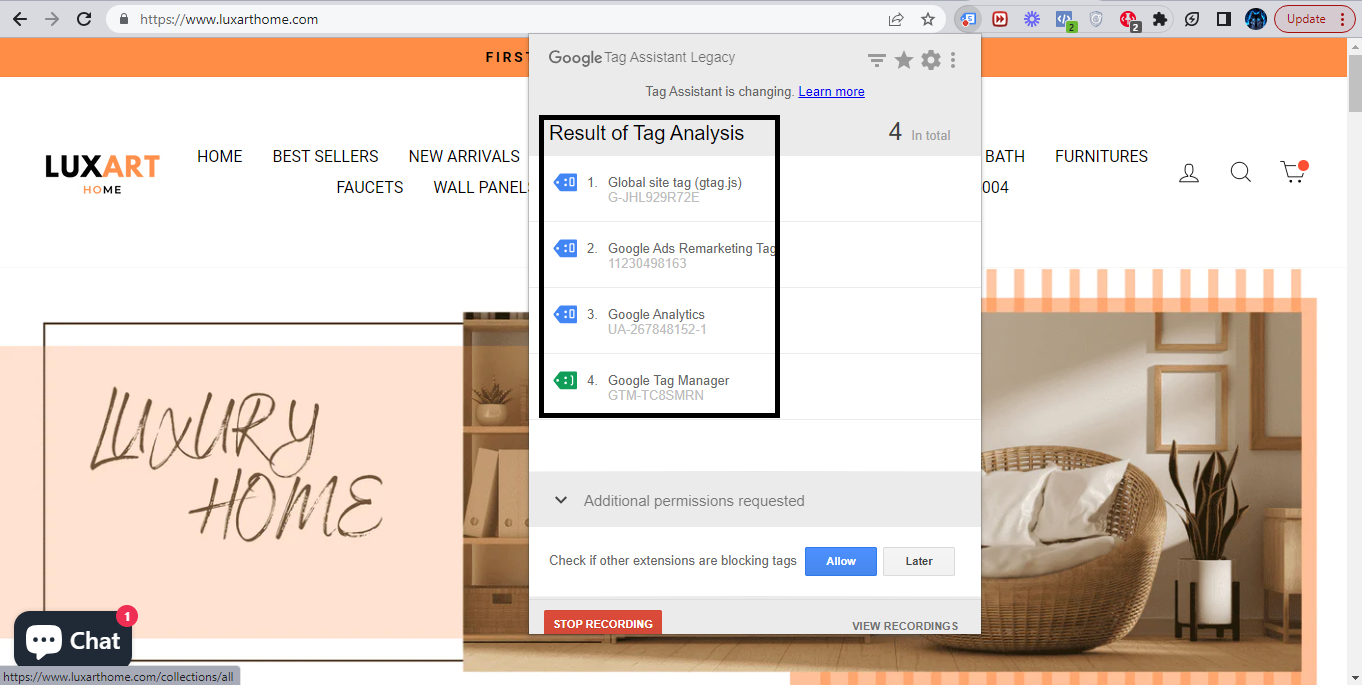 https://www.luxarthome.com
2
2
Update
FIRST
Google Tag Assistant Legacy
Tag Assistant is changing. Learn more
Result of Tag Analysis
4 In total
LUXART
HOME
HOME BEST SELLERS NEW ARRIVALS
BATH FURNITURES
FAUCETS WALL PANELS
004
1. Global site tag (gtag.js)
G-JHL929R72E
2. Google Ads Remarketing Tag
11230498163
3. Google Analytics
UA-267848152-1
4. Google Tag Manager
GTM-TC8SMRN
LUXURY
HOME
Additional permissions requested
Check if other extensions are blocking tags Allow Later
STOP RECORDING VIEW RECORDINGS
1
Chat
https://www.luxarthome.com/collections/all